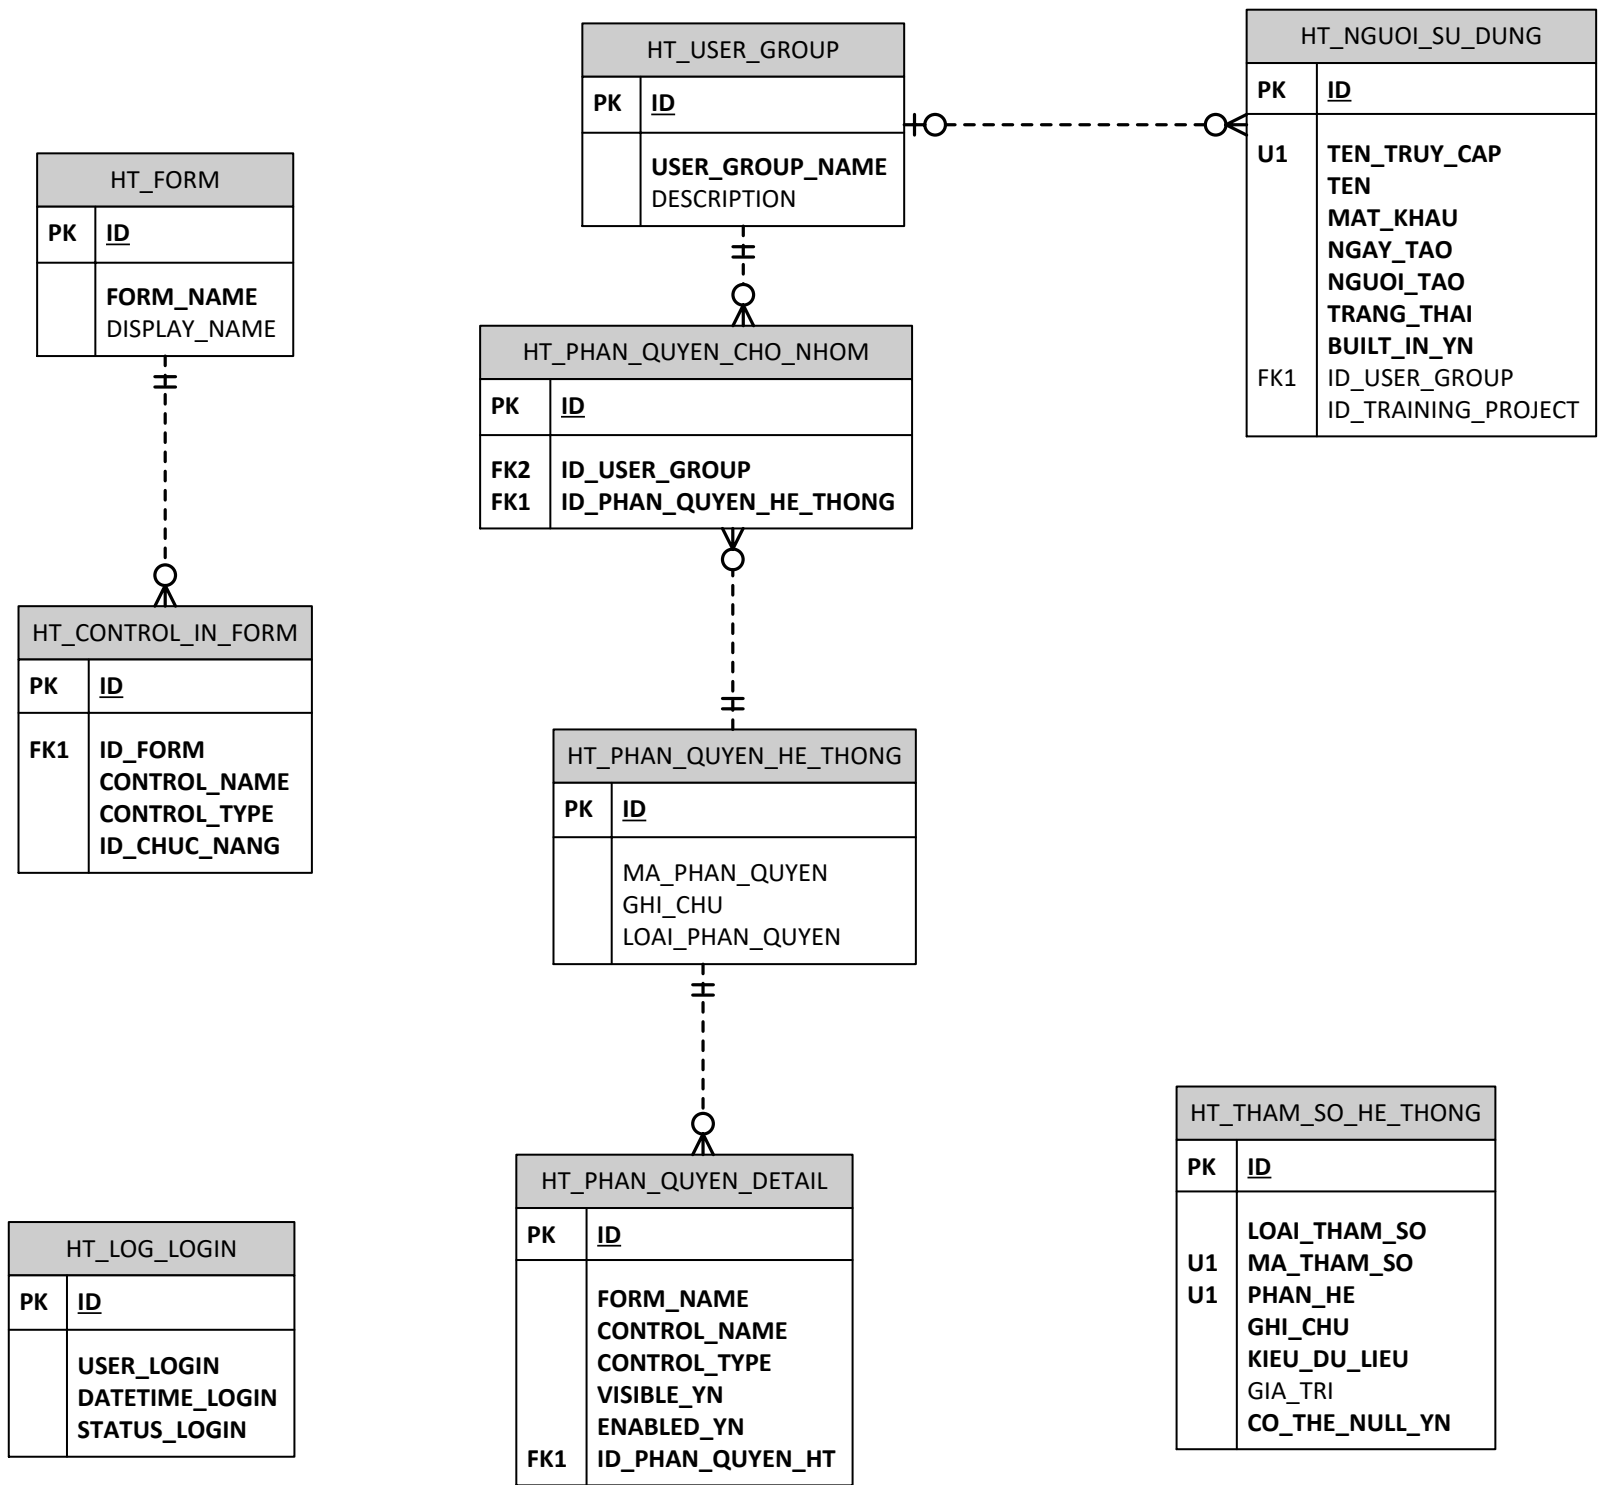 HT_USER_GROUP
PK ID
USER_GROUP_NAME
DESCRIPTION
HT_NGUOI_SU_DUNG
PK ID
U1 TEN_TRUY_CAP
TEN
MAT_KHAU
NGAY_TAO
NGUOI_TAO
TRANG_THAI
BUILT_IN_YN
FK1 ID_USER_GROUP
ID_TRAINING_PROJECT
HT_FORM
PK ID
FORM_NAME
DISPLAY_NAME
HT_PHAN_QUYEN_CHO_NHOM
PK ID
FK2 ID_USER_GROUP
FK1 ID_PHAN_QUYEN_HE_THONG
HT_CONTROL_IN_FORM
PK ID
FK1 ID_FORM
CONTROL_NAME
CONTROL_TYPE
ID_CHUC_NANG
HT_PHAN_QUYEN_HE_THONG
PK ID
MA_PHAN_QUYEN
GHI_CHU
LOAI_PHAN_QUYEN
HT_THAM_SO_HE_THONG
PK ID
LOAI_THAM_SO
U1 MA_THAM_SO
U1 PHAN_HE
GHI_CHU
KIEU_DU_LIEU
GIA_TRI
CO_THE_NULL_YN
HT_PHAN_QUYEN_DETAIL
PK ID
FORM_NAME
CONTROL_NAME
CONTROL_TYPE
VISIBLE_YN
ENABLED_YN
FK1 ID_PHAN_QUYEN_HT
HT_LOG_LOGIN
PK ID
USER_LOGIN
DATETIME_LOGIN
STATUS_LOGIN